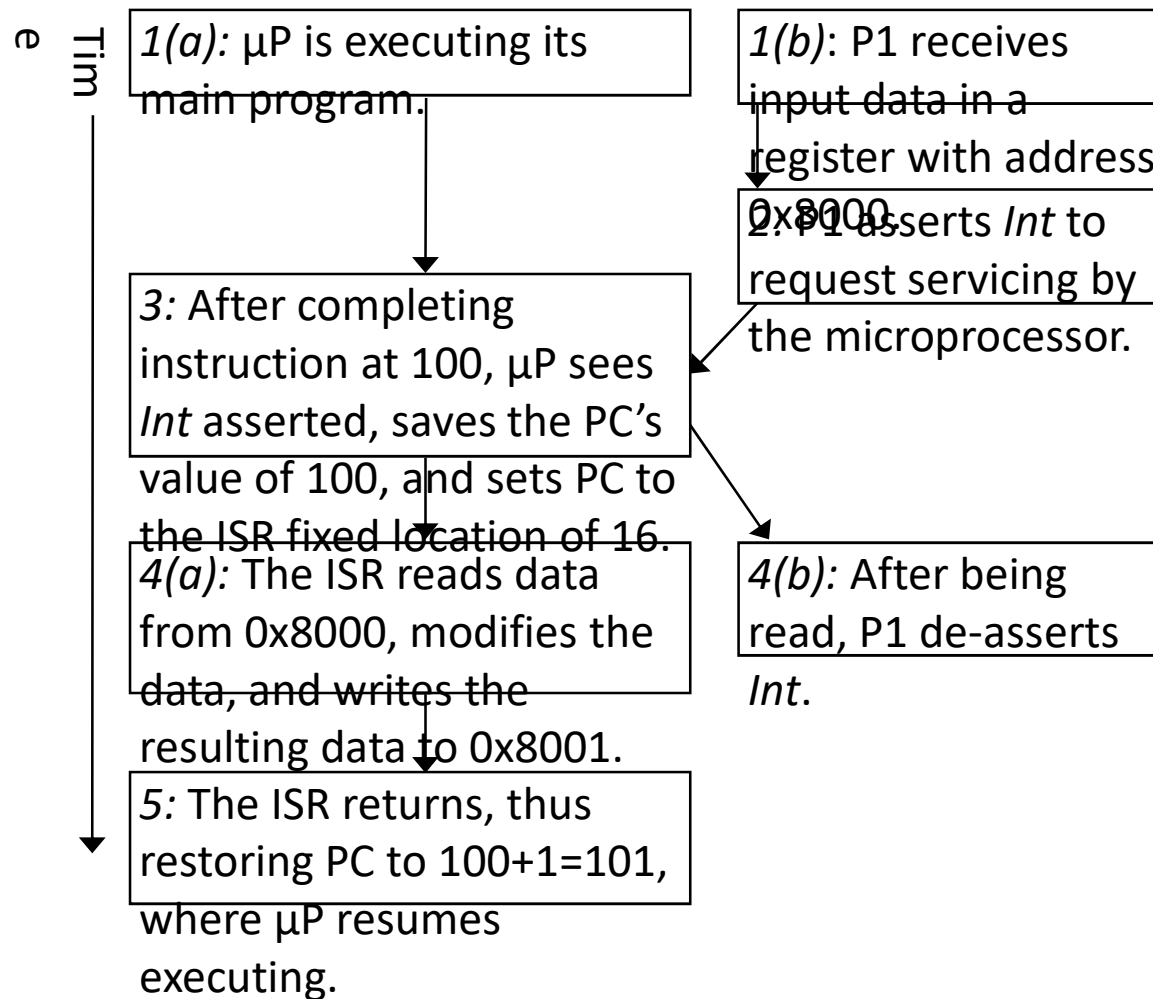 Tim
e
1(a): μP is executing its
main program.
1(b): P1 receives
input data in a
register with address
0x8000.
2: P1 asserts Int to
request servicing by
the microprocessor.
3: After completing
instruction at 100, μP sees
Int asserted, saves the PC’s
value of 100, and sets PC to
the ISR fixed location of 16.
4(a): The ISR reads data
from 0x8000, modifies the
data, and writes the
resulting data to 0x8001.
4(b): After being
read, P1 de-asserts
Int.
5: The ISR returns, thus
restoring PC to 100+1=101,
where μP resumes
executing.